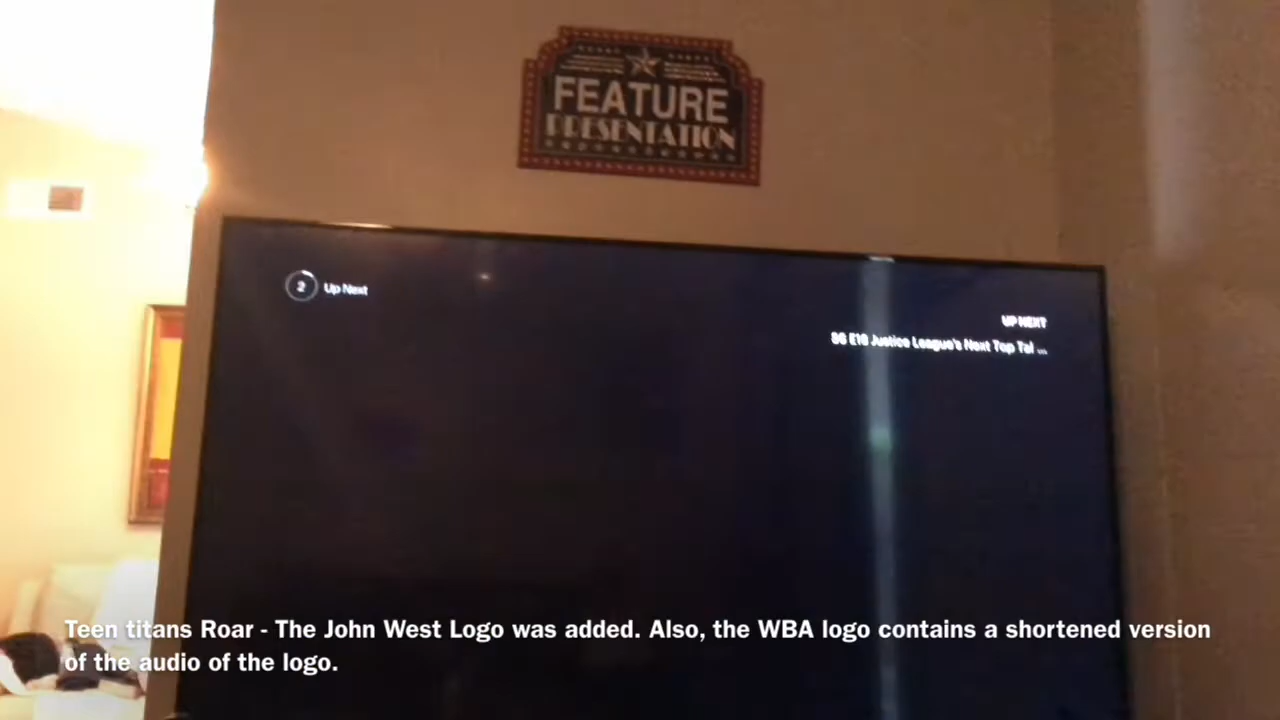 FEATURE
PRESENTATION
2 Up Next
UP NEXT
S6 E16 Justice League's Next Top Tal ...
Teen titans Roar - The John West Logo was added. Also, the WBA logo contains a shortened version
of the audio of the logo.